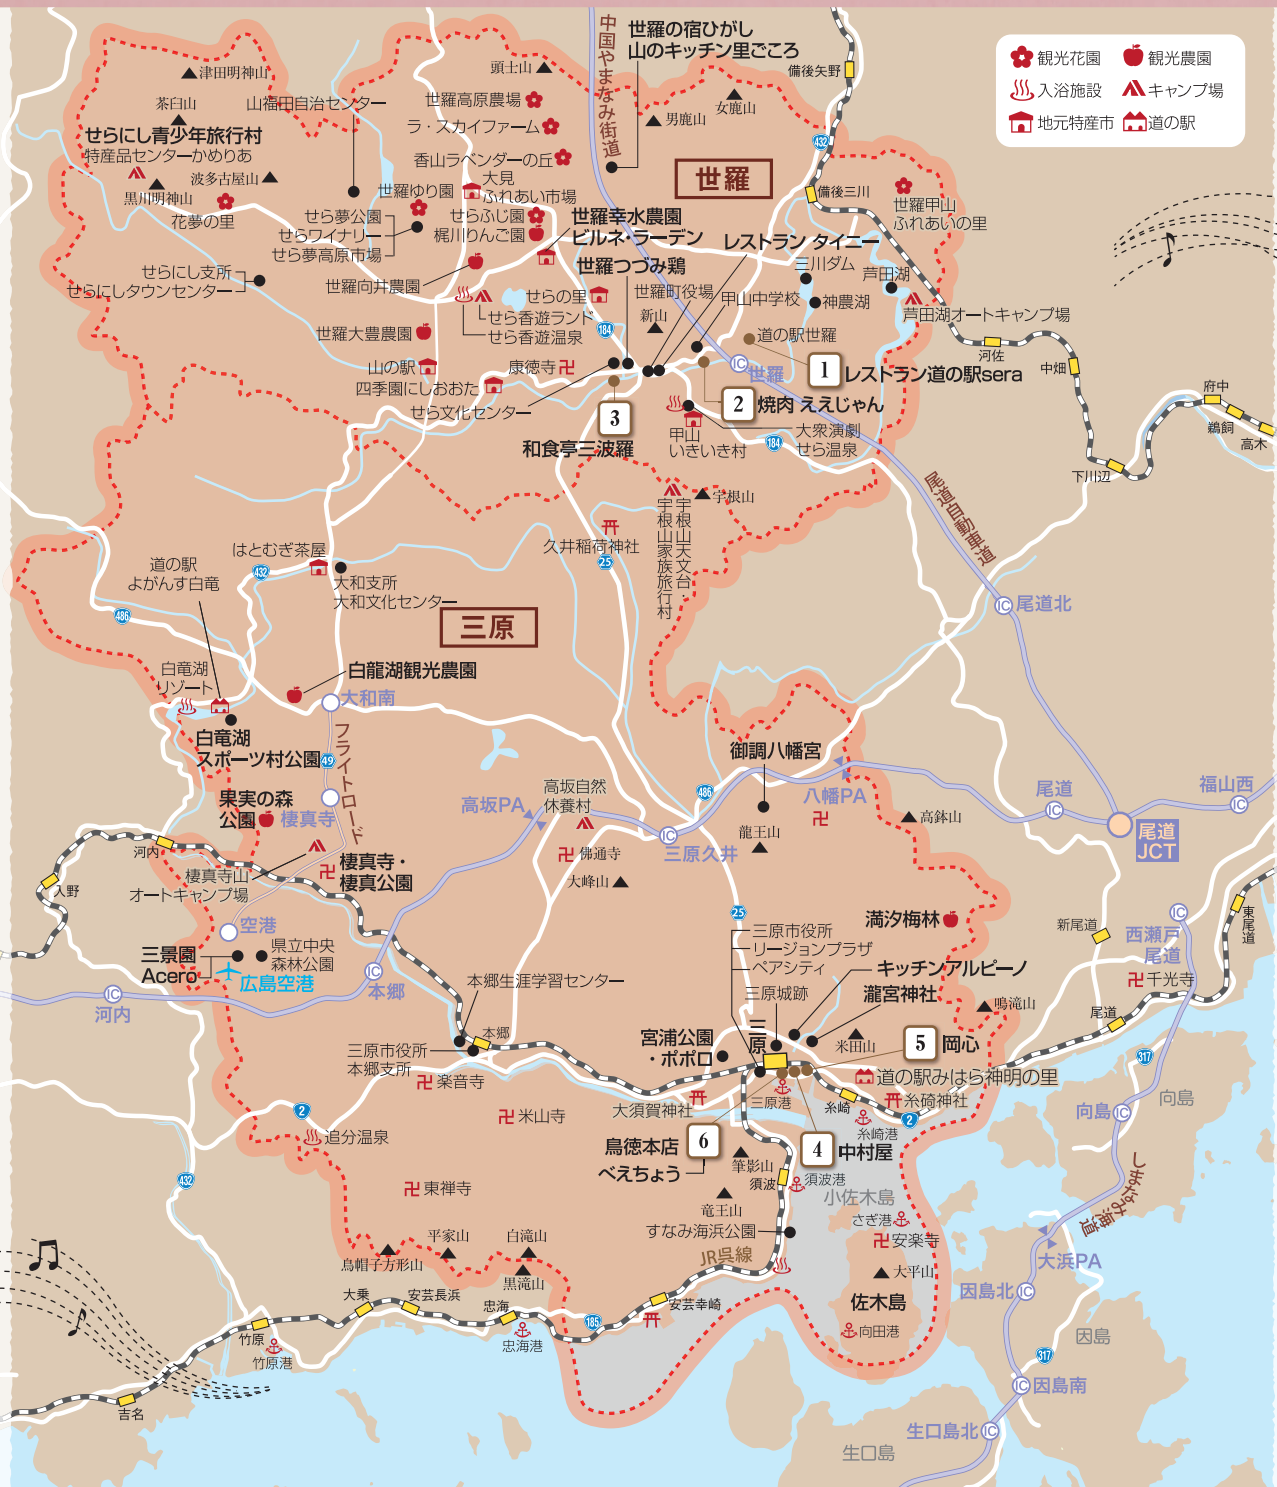 観光花園
観光農園
入浴施設
キャンプ場
地元特産市
道の駅
中国やまなみ街道
世羅の宿ひがし
山のキッチン里ごころ
備後矢野
頭士山
津田明神山
茶臼山
山福田自治センター
世羅高原農場
女鹿山
男鹿山
せらにし青少年旅行村
特産品センターかめりあ
ラ・スカイファーム
432
世羅
香山ラベンダーの丘
大見
ふれあい市場
波多古屋山
黒川明神山
花夢の里
世羅ゆり園
備後三川
世羅甲山
ふれあいの里
せら夢公園
せらワイナリー
せら夢高原市場
せらふじ園
梶川りんご園
世羅幸水農園
ビルネ・ラーデン
レストラン タイニー
せらにし支所
せらにしタウンセンター
世羅向井農園
世羅つづみ鶏
三川ダム
芦田湖
せらの里
世羅町役場
甲山中学校
神農湖
新山
芦田湖オートキャンプ場
せら香遊ランド
せら香遊温泉
184
道の駅世羅
世羅大豊農園
河佐
中畑
山の駅
四季園にしおおた
康徳寺
IC
世羅
1
レストラン道の駅sera
府中
鵜飼
高木
せら文化センター
3
2
焼肉 ええじゃん
和食亭三波羅
甲山
いきいき村
大衆演劇
せら温泉
184
下川辺
尾道自動車道
宇根山
宇根山天文台・
宇根山家族旅行村
久井稲荷神社
25
はとむぎ茶屋
432
大和支所
大和文化センター
道の駅
よがんす白竜
486
三原
IC
尾道北
白竜湖
リゾート
白龍湖観光農園
大和南
白竜湖
スポーツ村公園
49
フライトロード
御調八幡宮
486
八幡PA
尾道
IC
福山西
IC
果実の森
公園
棲真寺
高坂PA
高坂自然
休養村
龍王山
高鉢山
尾道
JCT
IC
三原久井
河内
入野
棲真寺山
オートキャンプ場
棲真寺・
棲真公園
佛通寺
大峰山
空港
25
満汐梅林
新尾道
東尾道
IC
西瀬戸
尾道
三景園
Acero
県立中央
森林公園
広島空港
三原市役所
リージョンプラザ
ペアシティ
キッチンアルピーノ
瀧宮神社
千光寺
IC
本郷
IC
河内
本郷生涯学習センター
三原城跡
鳴滝山
尾道
本郷
三原市役所
本郷支所
三原
宮浦公園
・ポポロ
米田山
5
岡心
317
楽音寺
道の駅みはら神明の里
大須賀神社
三原港
糸崎
糸碕神社
2
糸崎港
向島
IC
向島
2
追分温泉
米山寺
鳥徳本店
べえちょう
6
4
中村屋
筆影山
須波
須波港
432
東禅寺
小佐木島
竜王山
すなみ海浜公園
さぎ港
安楽寺
しまなみ海道
平家山
白滝山
烏帽子方形山
黒滝山
JR呉線
大平山
大浜PA
佐木島
因島北
IC
大乗
安芸長浜
忠海
185
安芸幸崎
向田港
因島
竹原
竹原港
忠海港
317
IC
因島南
吉名
生口島北
IC
生口島